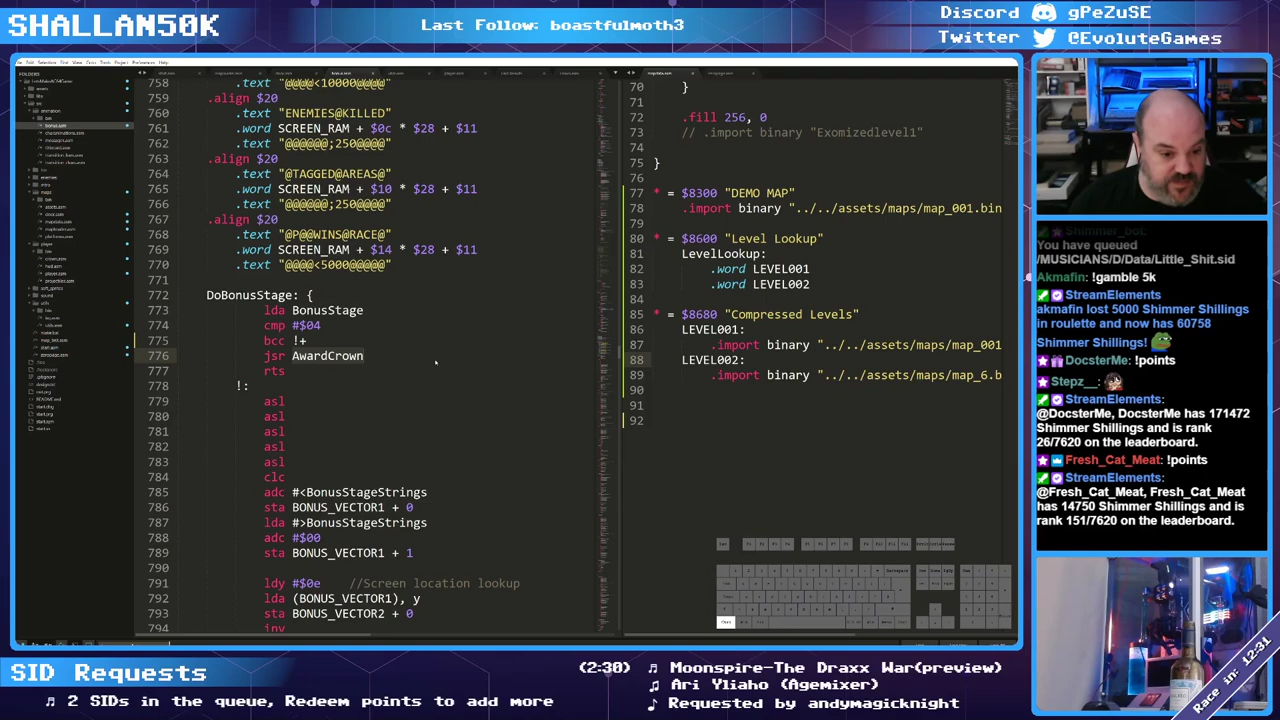 SHALLAN50K
Last Follow: boastfulmoth3
Discord gPeZuSE
Twitter @EvoluteGames
FOLDERS
758 .text "@@@@<10000@@@@"
759 .align $20
760 .text "ENEMIES@KILLED"
761 .word SCREEN_RAM + $0c * $28 + $11
762 .text "@@@@@@;250@@@@"
763 .align $20
764 .text "@TAGGED@AREAS@"
765 .word SCREEN_RAM + $10 * $28 + $11
766 .text "@@@@@@;250@@@@"
767 .align $20
768 .text "@P@@WINS@RACE@"
769 .word SCREEN_RAM + $14 * $28 + $11
770 .text "@@@@<5000@@@@@"
771
772 DoBonusStage: {
773 lda BonusStage
774 cmp #$04
775 bcc !+
776 jsr AwardCrown
777 rts
778 !:
779 asl
780 asl
781 asl
782 asl
783 asl
784 clc
785 adc #<BonusStageStrings
786 sta BONUS_VECTOR1 + 0
787 lda #>BonusStageStrings
788 adc #$00
789 sta BONUS_VECTOR1 + 1
790
791 ldy #$0e //Screen location lookup
792 lda (BONUS_VECTOR1), y
793 sta BONUS_VECTOR2 + 0
794 iny
70 }
71
72 .fill 256, 0
73 // .import binary "Exomizedlevel1"
74
75 }
76
77 * = $8300 "DEMO MAP"
78 .import binary "../../assets/maps/map_001.bin
79
80 * = $8600 "Level Lookup"
81 LevelLookup:
82 .word LEVEL001
83 .word LEVEL002
84
85 * = $8680 "Compressed Levels"
86 LEVEL001:
87 .import binary "../../assets/maps/map_001
88 LEVEL002:
89 .import binary "../../assets/maps/map_6.b
90
91
92
Shimmer_bot:
You have queued
/MUSICIANS/D/Data/Little_Shit.sid
Akmafin: !gamble 5k
StreamElements
akmafin lost 5000 Shimmer Shillings
in roulette and now has 60758
Shimmer Shillings!
DocsterMe: !points
Stepz__:
StreamElements
@DocsterMe, DocsterMe has 171472
Shimmer Shillings and is rank
26/7620 on the leaderboard.
Fresh_Cat_Meat: !points
StreamElements
@Fresh_Cat_Meat, Fresh_Cat_Meat
has 14750 Shimmer Shillings and is
rank 151/7620 on the leaderboard.
SID Requests
2 SIDs in the queue, Redeem points to add more
(2:30) Moonspire-The Draxx War(preview)
Ari Yliaho (Agemixer)
Requested by andymagicknight
Race in: 12:31